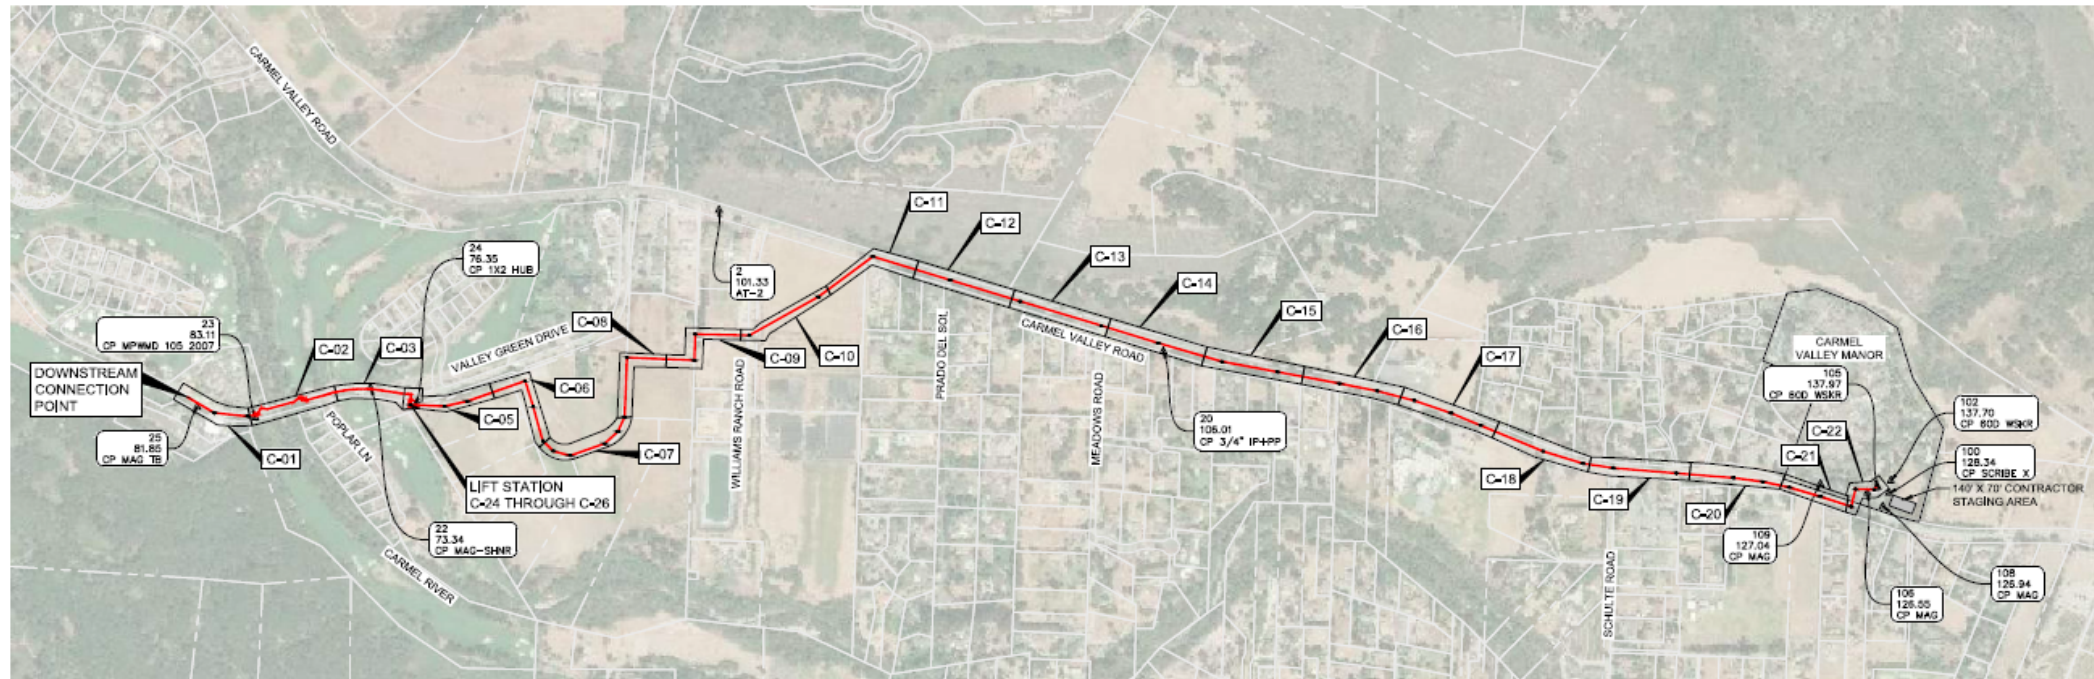 CARMEL VALLEY ROAD
C-11
C-12
C-13
C-14
C-15
C-16
C-17
24
76.35
CP 1X2 HUB
2
101.33
AT-2
23
83.11
CP MPWMD 105 2007
C-02
C-03
VALLEY GREEN DRIVE
C-08
C-09
C-10
PRADO DEL SOL
CARMEL VALLEY ROAD
CARMEL
VALLEY MANOR
DOWNSTREAM
CONNECTION
POINT
C-06
C-05
WILLIAMS RANCH ROAD
MEADOWS ROAD
20
106.01
CP 3/4" IP+PP
105
137.97
CP 60D WSKR
102
137.70
CP 60D WSKR
C-22
C-21
100
128.34
CP SCRIBE X
140' X 70' CONTRACTOR
STAGING AREA
25
81.85
CP MAG TB
C-01
POPLAR LN
C-07
LIFT STATION
C-24 THROUGH C-26
22
73.34
CP MAG-SHNR
CARMEL RIVER
C-18
C-19
C-20
SCHULTE ROAD
109
127.04
CP MAG
106
126.55
CP MAG
108
126.94
CP MAG